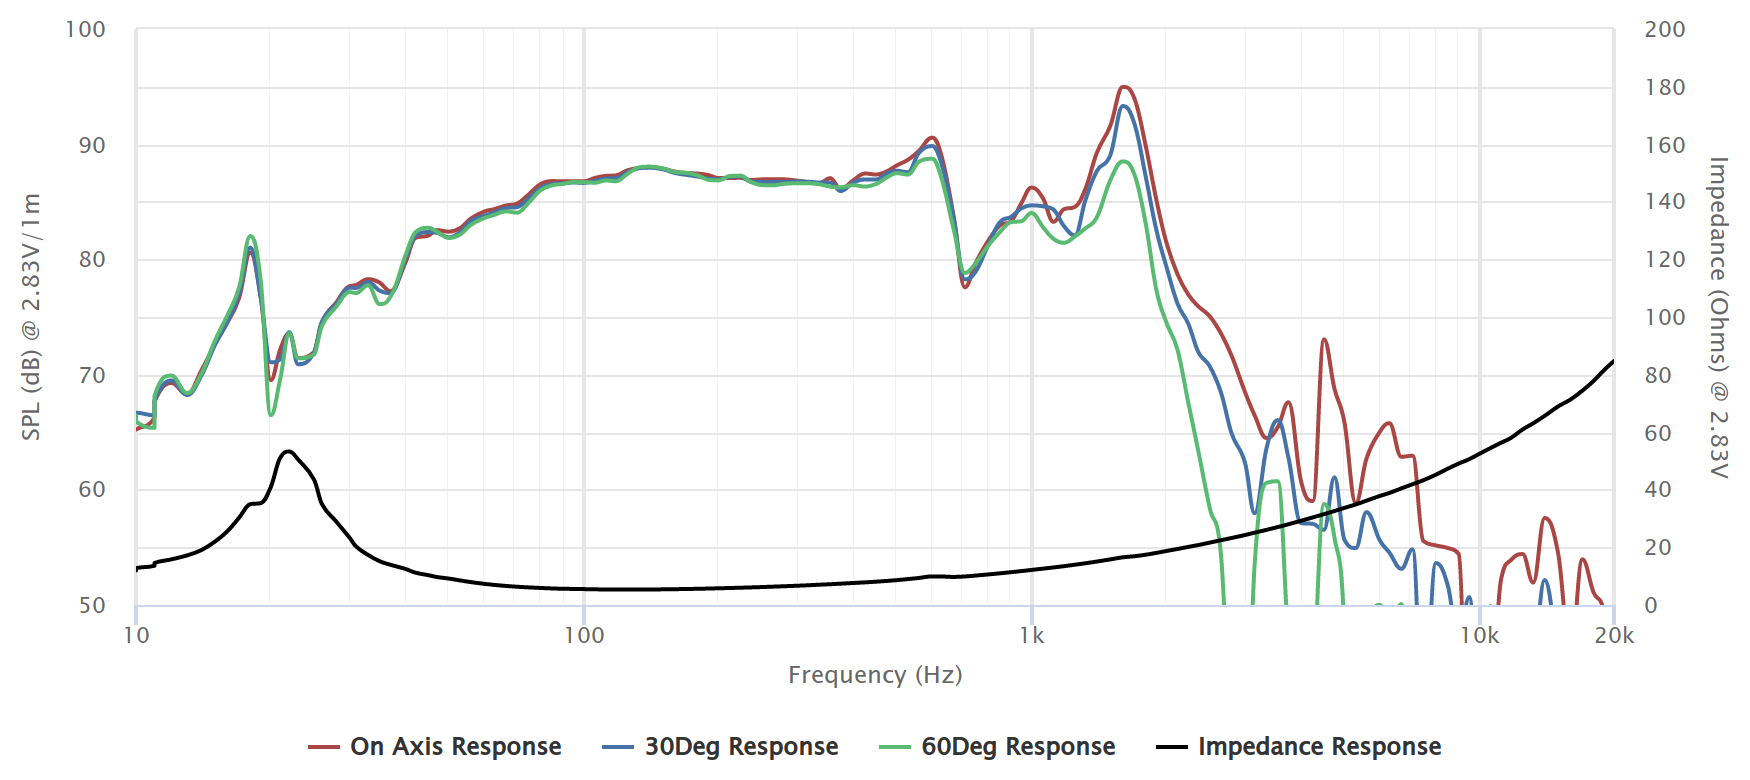 100
90
80
70
60
50
SPL (dB) @ 2.83V/1m
200
180
160
140
120
100
80
60
40
20
0
Impedance (Ohms) @ 2.83V
10
100
1k
10k
20k
Frequency (Hz)
On Axis Response
30Deg Response
60Deg Response
Impedance Response